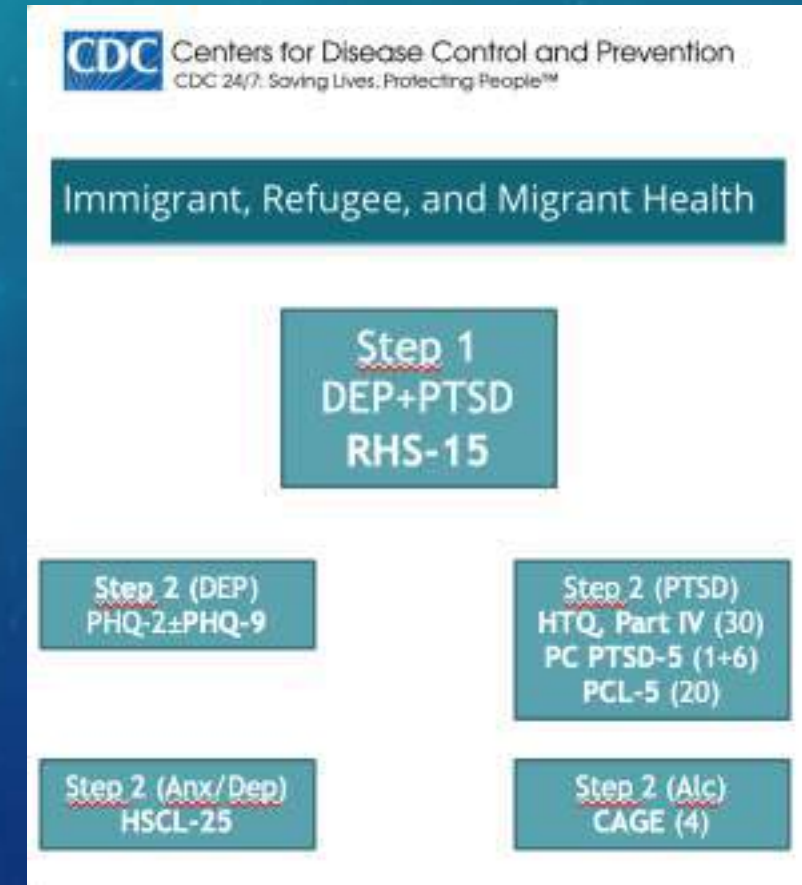 CDC Centers for Disease Control and Prevention
CDC 24/7: Saving Lives. Protecting People™
Immigrant, Refugee, and Migrant Health
Step 1
DEP+PTSD
RHS-15
Step 2 (DEP)
PHQ-2±PHQ-9
Step 2 (PTSD)
HTQ, Part IV (30)
PC PTSD-5 (1+6)
PCL-5 (20)
Step 2 (Anx/Dep)
HSCL-25
Step 2 (Alc)
CAGE (4)